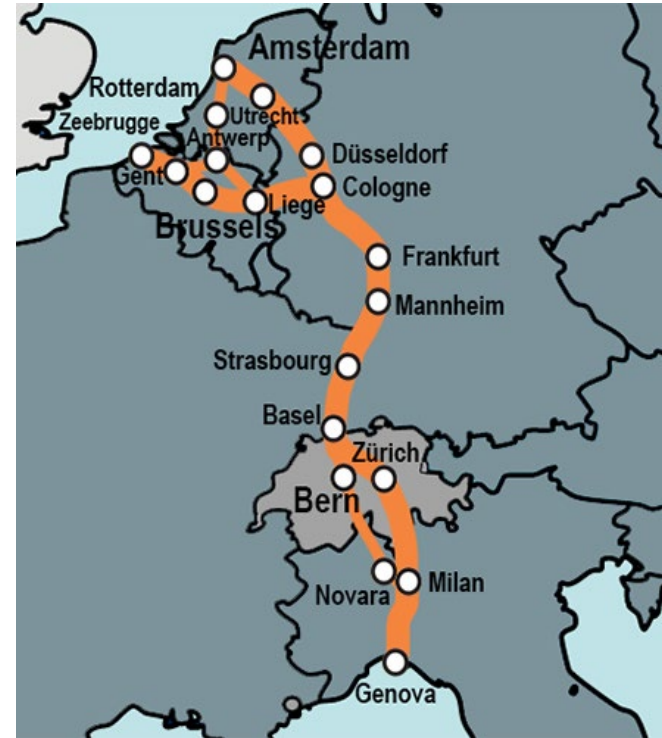 Amsterdam
Rotterdam
Utrecht
Zeebrugge
Antwerp
Düsseldorf
Gent
Cologne
Liege
Brussels
Frankfurt
Mannheim
Strasbourg
Basel
Zürich
Bern
Novara
Milan
Genova